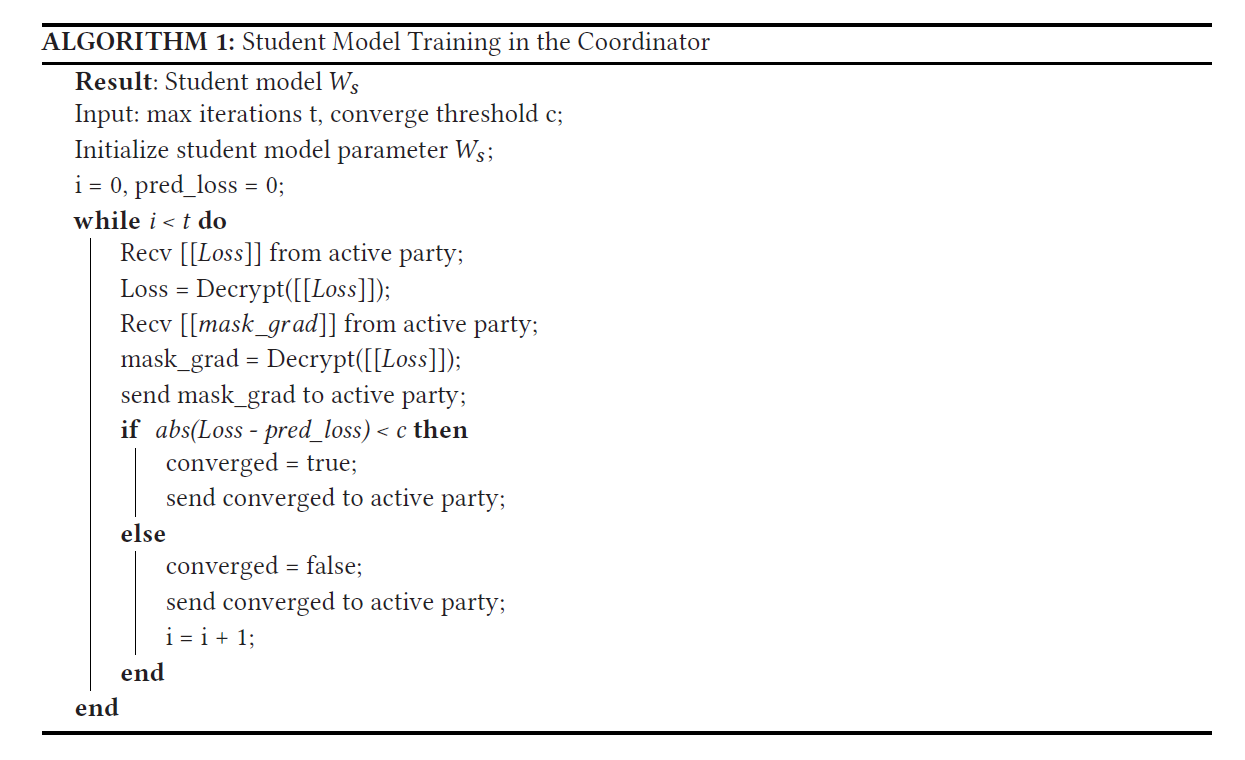 ALGORITHM 1: Student Model Training in the Coordinator
Result: Student model Ws
Input: max iterations t, converge threshold c;
Initialize student model parameter Ws;
i = 0, pred_loss = 0;
while i < t do
Recv [[Loss]] from active party;
Loss = Decrypt([[Loss]]);
Recv [[mask_grad]] from active party;
mask_grad = Decrypt([[Loss]]);
send mask_grad to active party;
if abs(Loss - pred_loss) < c then
converged = true;
send converged to active party;
else
converged = false;
send converged to active party;
i = i + 1;
end
end